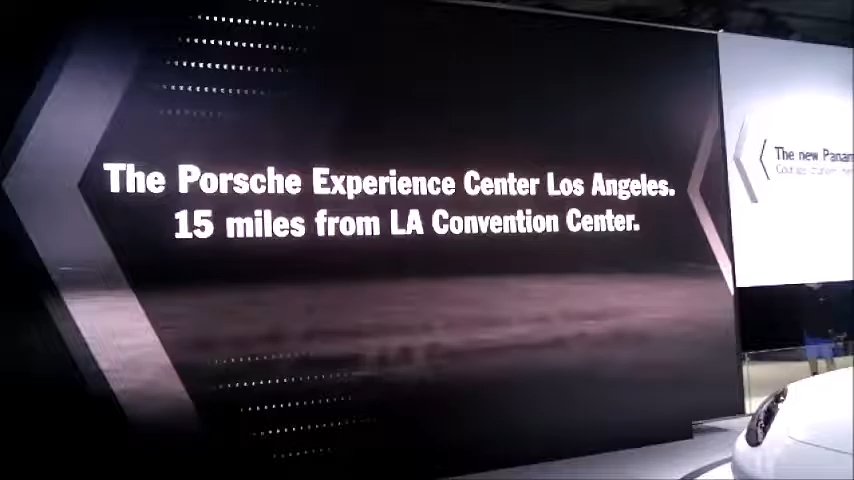 The Porsche Experience Center Los Angeles.
15 miles from LA Convention Center.
The new Panam